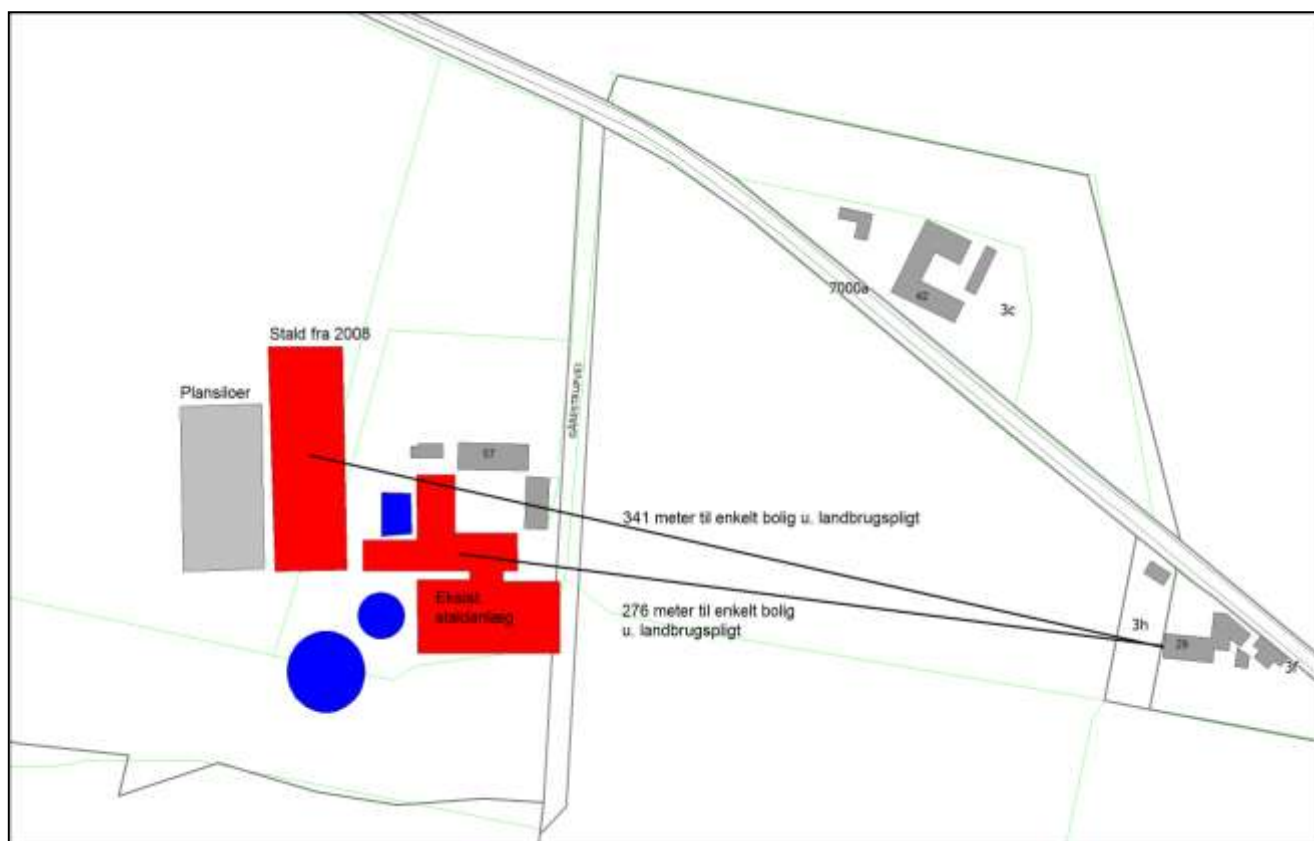 7000a
3c
Stald fra 2008
Plansiloer
57
341 meter til enkelt bolig u. landbrugspligt
Eksist.
staldanlæg
276 meter til enkelt bolig
u. landbrugspligt
3h
3f